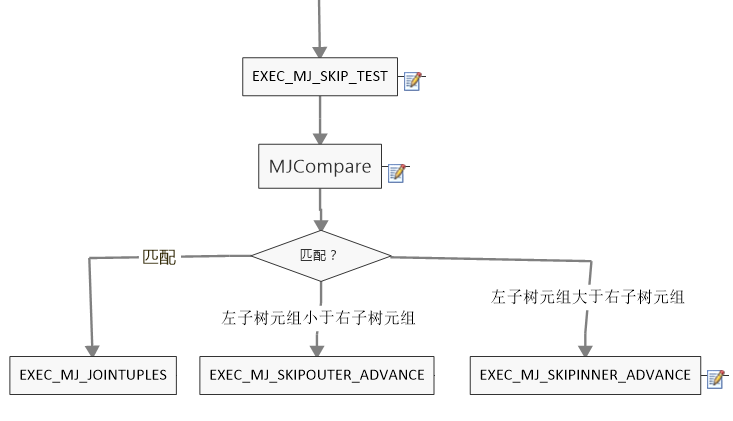 EXEC_MJ_SKIP_TEST
MJCompare
匹配？
匹配
左子树元组大于右子树元组
左子树元组小于右子树元组
EXEC_MJ_JOINTUPLES
EXEC_MJ_SKIPOUTER_ADVANCE
EXEC_MJ_SKIPINNER_ADVANCE